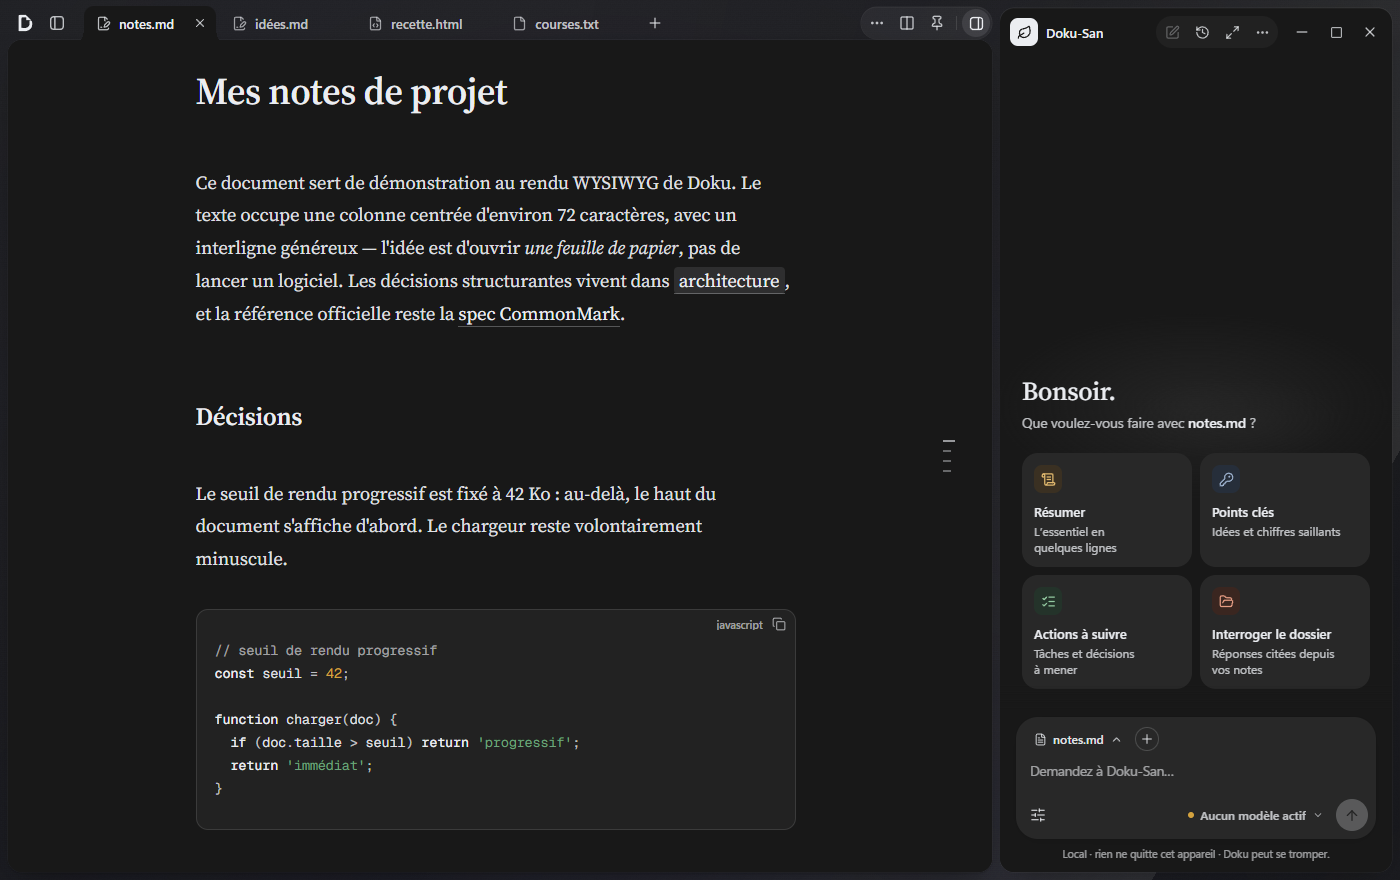 notes.md
idées.md
recette.html
courses.txt
Doku-San
Mes notes de projet
Ce document sert de démonstration au rendu WYSIWYG de Doku. Le
texte occupe une colonne centrée d'environ 72 caractères, avec un
interligne généreux — l'idée est d'ouvrir une feuille de papier, pas de
lancer un logiciel. Les décisions structurantes vivent dans architecture ,
et la référence officielle reste la spec CommonMark.
Décisions
Le seuil de rendu progressif est fixé à 42 Ko : au-delà, le haut du
document s'affiche d'abord. Le chargeur reste volontairement
minuscule.
javascript
// seuil de rendu progressif
const seuil = 42;
function charger(doc) {
  if (doc.taille > seuil) return 'progressif';
  return 'immédiat';
}
Bonsoir.
Que voulez-vous faire avec notes.md ?
Résumer
L'essentiel en
quelques lignes
Points clés
Idées et chiffres saillants
Actions à suivre
Tâches et décisions
à mener
Interroger le dossier
Réponses citées depuis
vos notes
notes.md
Demandez à Doku-San...
Aucun modèle actif
Local · rien ne quitte cet appareil · Doku peut se tromper.